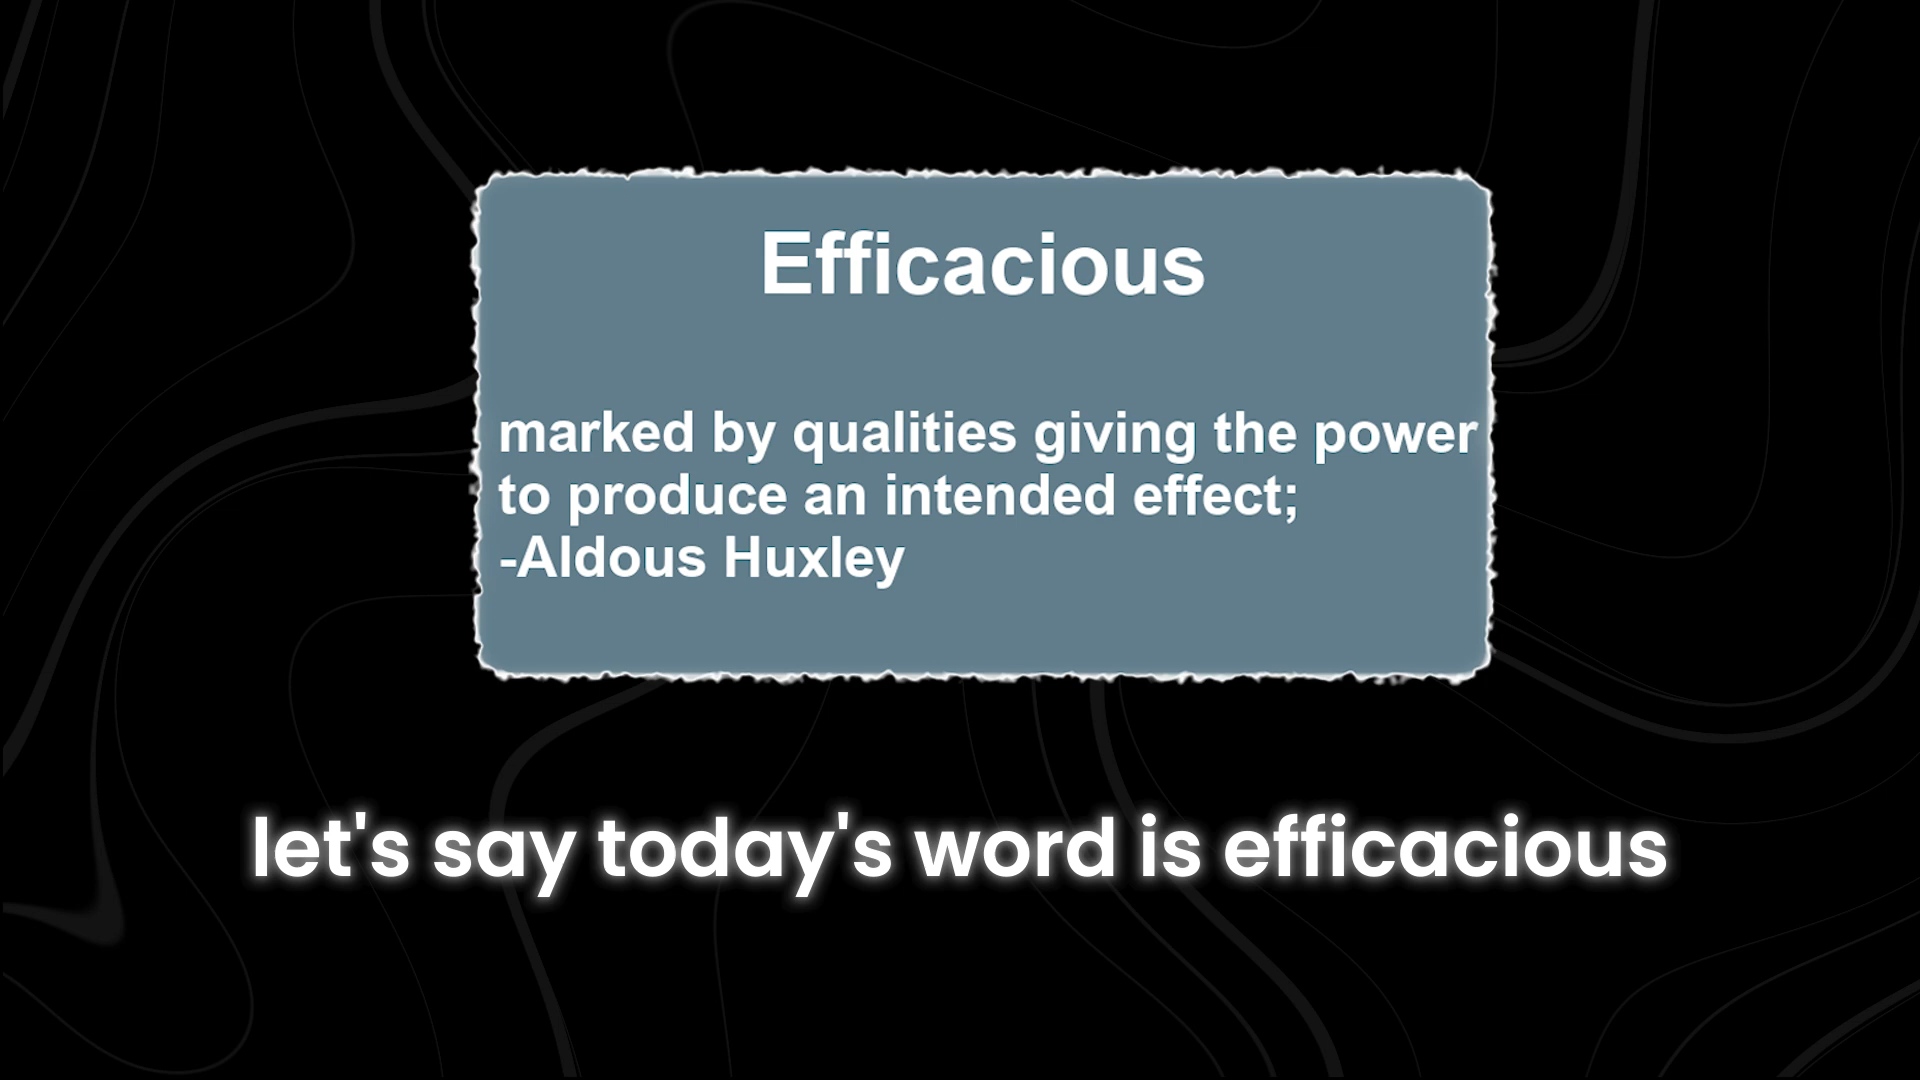 Efficacious
marked by qualities giving the power
to produce an intended effect;
-Aldous Huxley
let's say today's word is efficacious